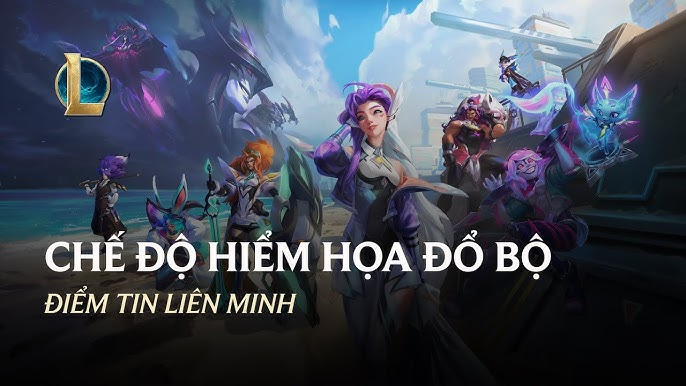 CHẾ ĐỘ HIỂM HỌA ĐỔ BỘ
ĐIỂM TIN LIÊN MINH